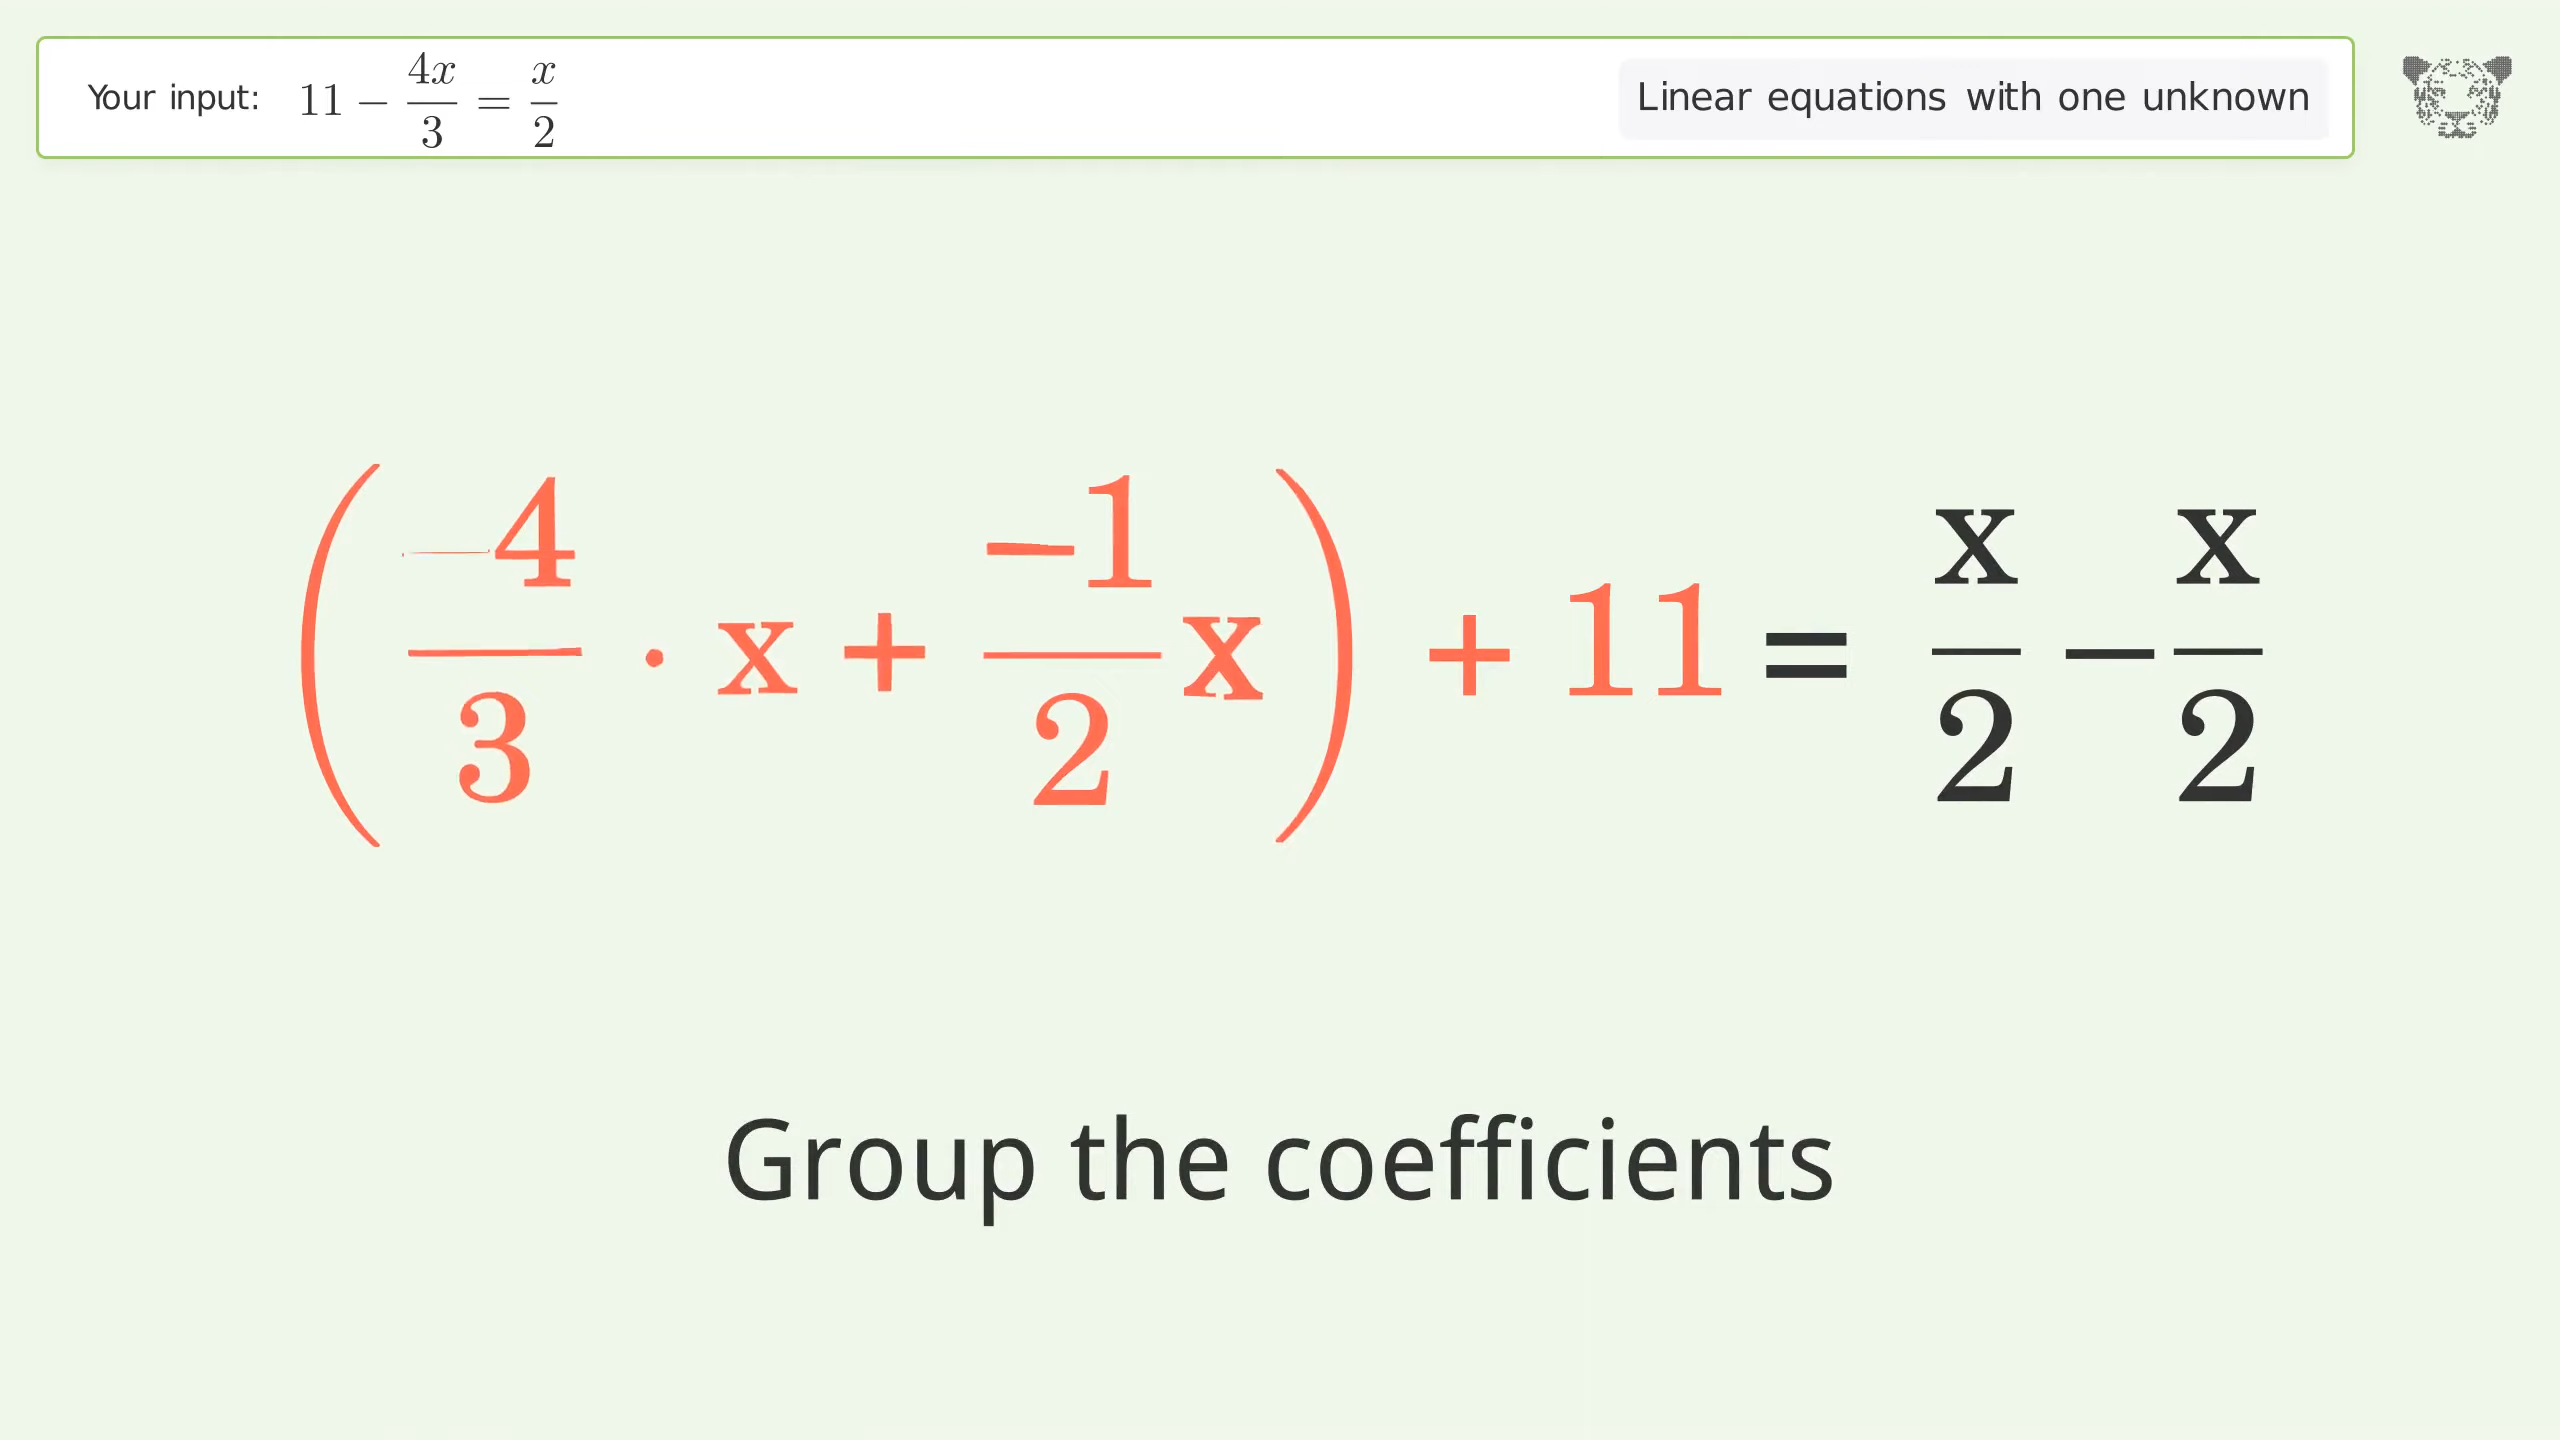 Your input: 11 − 4x/3 = x/2
Linear equations with one unknown
(−4/3 · x + −1/2 x) + 11 = x/2 − x/2
Group the coefficients